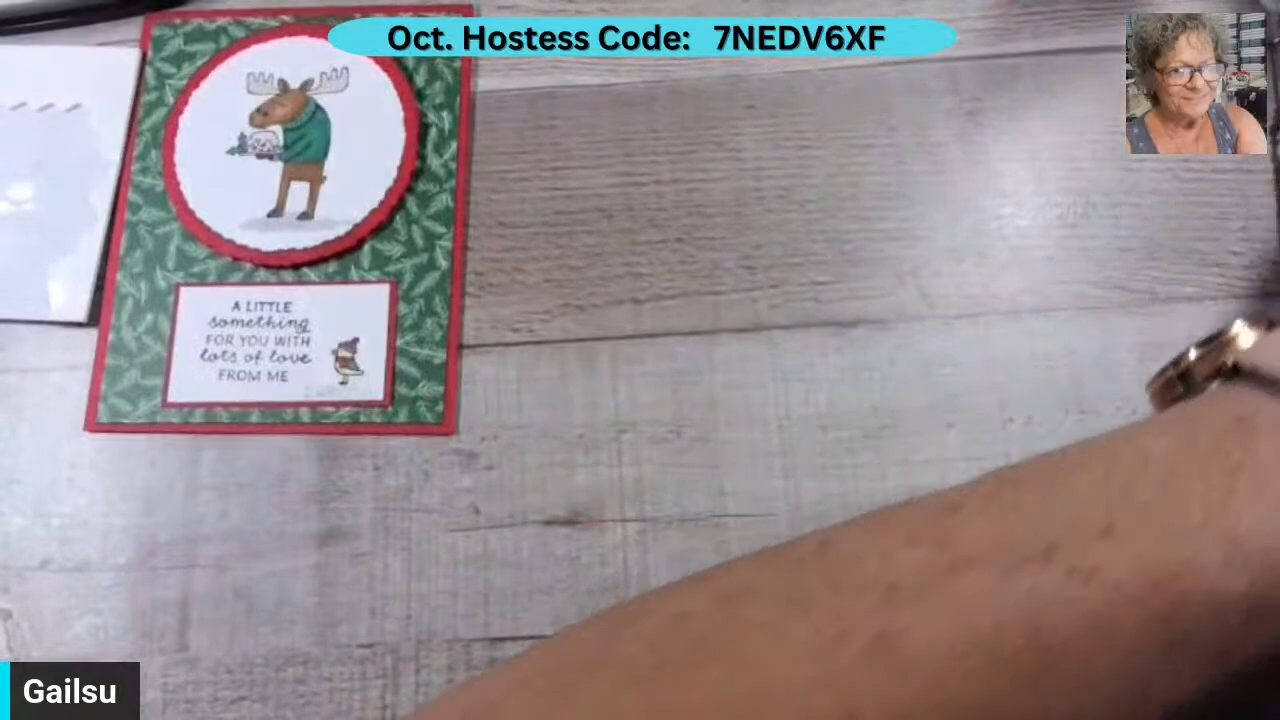 Oct. Hostess Code: 7NEDV6XF
A LITTLE
something
FOR YOU WITH
lots of love
FROM ME
Gailsu